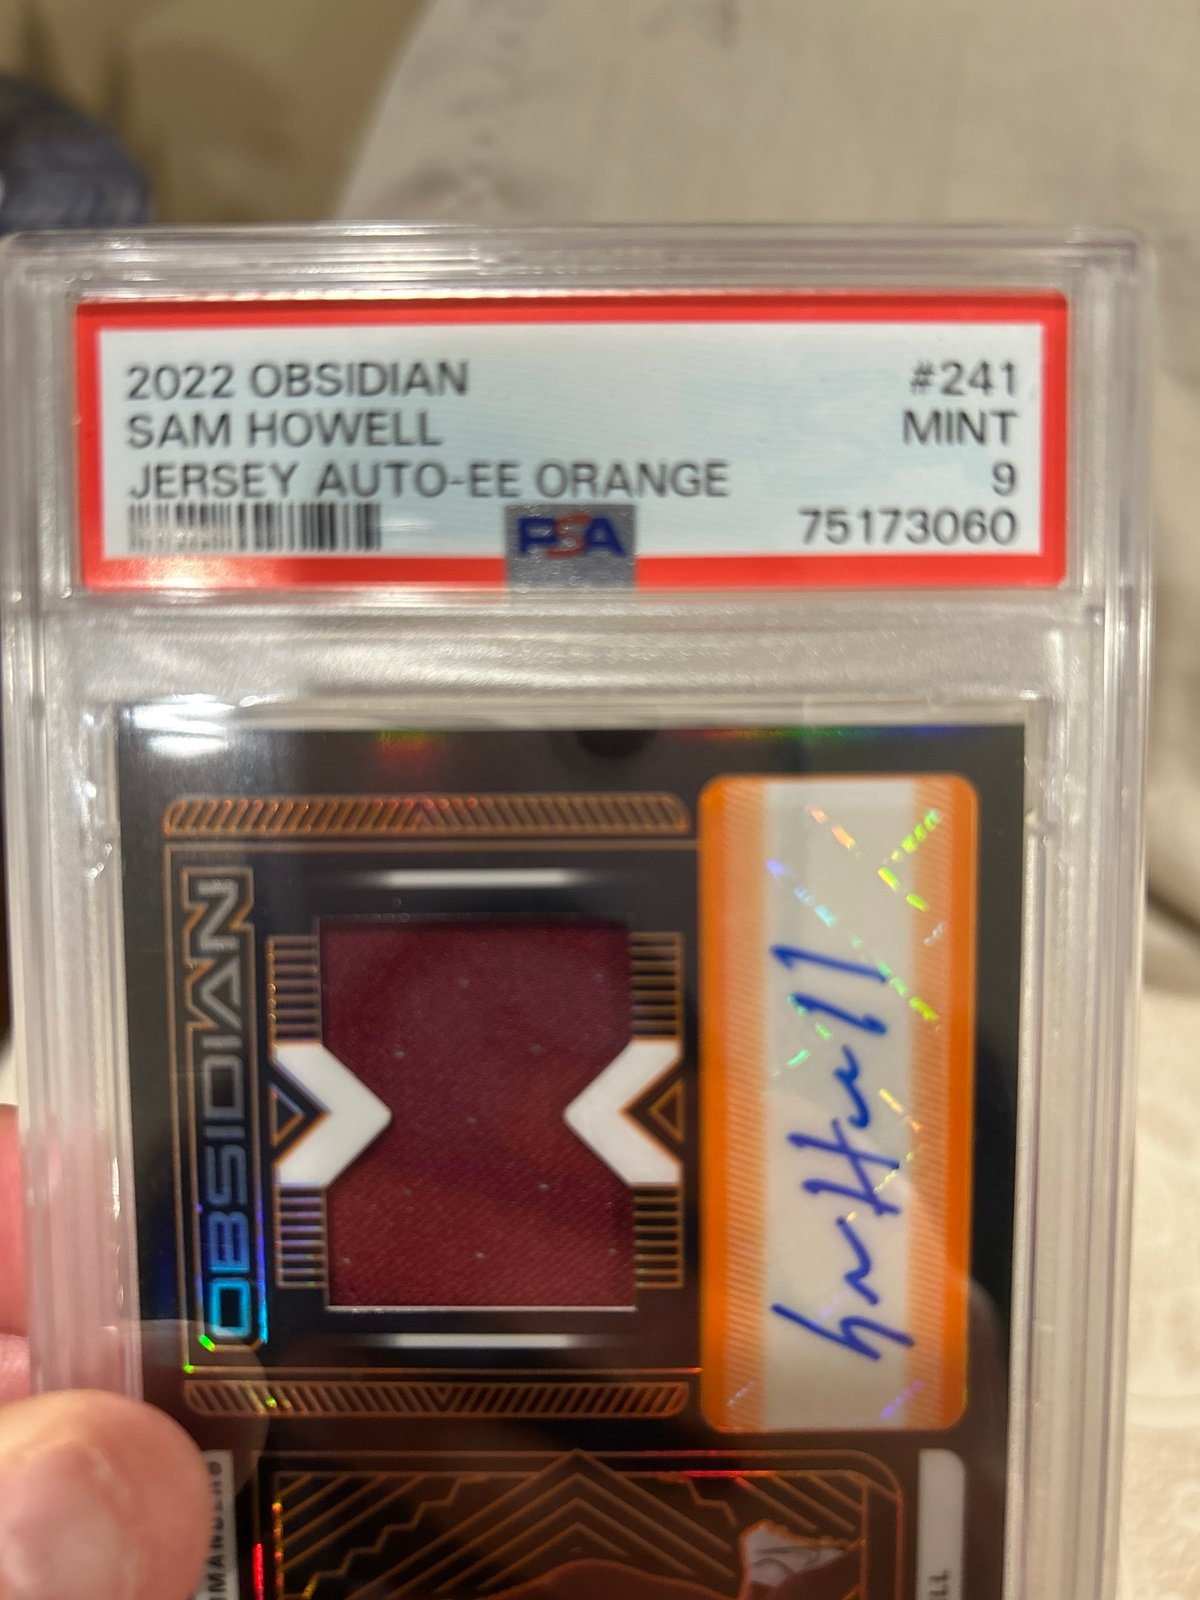 2022 OBSIDIAN #241
SAM HOWELL MINT
JERSEY AUTO-EE ORANGE 9
PSA 75173060
OBSIDIAN